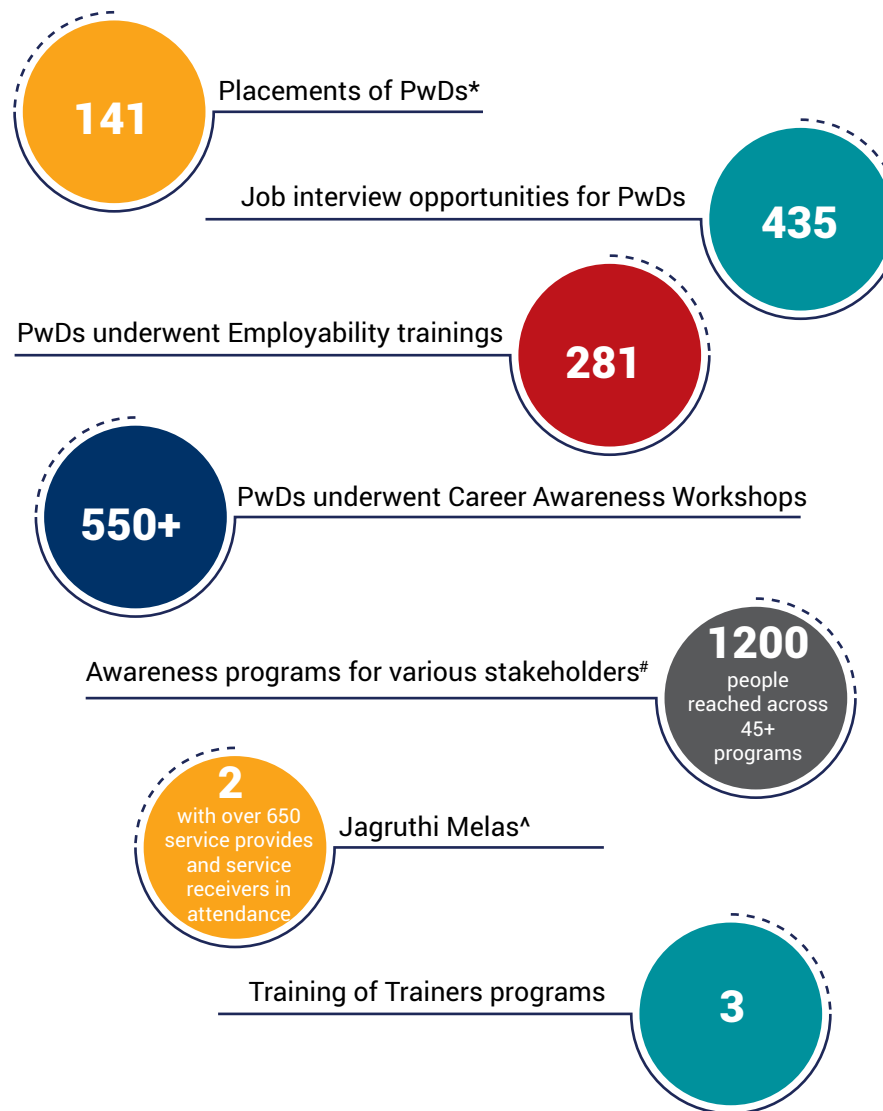 141
Placements of PwDs*
Job interview opportunities for PwDs
435
PwDs underwent Employability trainings
281
550+
PwDs underwent Career Awareness Workshops
Awareness programs for various stakeholders#
1200
people
reached across
45+
programs
2
with over 650
service provides
and service
receivers in
attendance
Jagruthi Melas^
Training of Trainers programs
3